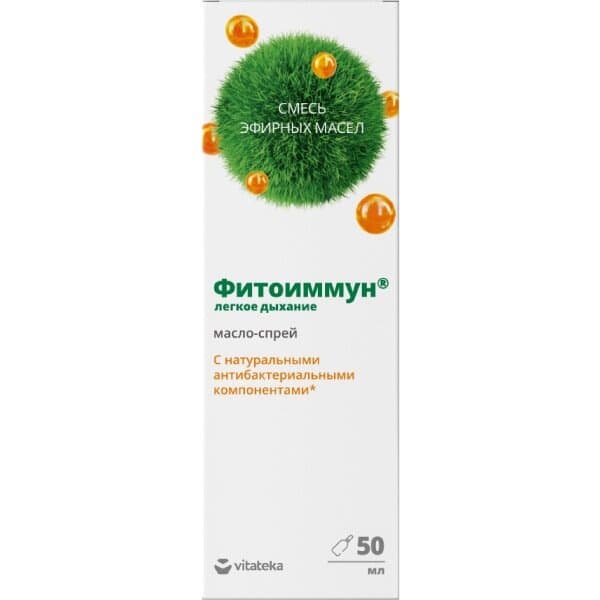 СМЕСЬ
ЭФИРНЫХ МАСЕЛ
Фитоиммун®
легкое дыхание
масло-спрей
С натуральными
антибактериальными
компонентами*
vitateka
50
мл